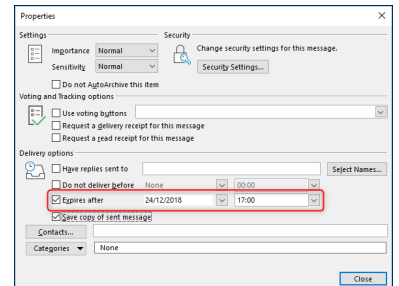 Properties
Settings
Security
Importance Normal
Change security settings for this message.
Sensitivity Normal
Security Settings...
Do not AutoArchive this item
Voting and Tracking options
Use voting buttons
Request a delivery receipt for this message
Request a read receipt for this message
Delivery options
Have replies sent to
Select Names...
Do not deliver before None 00:00
Expires after 24/12/2018 17:00
Save copy of sent message
Contacts...
Categories None
Close